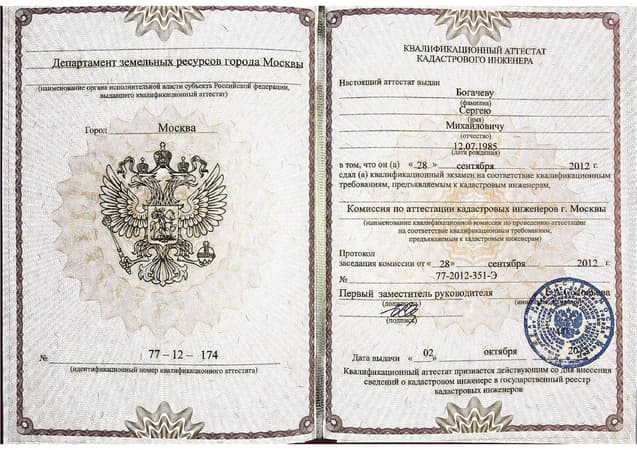 Департамент земельных ресурсов города Москвы
(наименование органа исполнительной власти субъекта Российской Федерации,
выдавшего квалификационный аттестат)
Город Москва
№ 77–12–174
(идентификационный номер квалификационного аттестата)
КВАЛИФИКАЦИОННЫЙ АТТЕСТАТ
КАДАСТРОВОГО ИНЖЕНЕРА
Настоящий аттестат выдан
Богачеву
(фамилия)
Сергею
(имя)
Михайловичу
(отчество)
12.07.1985
(дата рождения)
в том, что он (а) «28» сентября 2012 г.
сдал (а) квалификационный экзамен на соответствие квалификационным
требованиям, предъявляемым к кадастровым инженерам,
Комиссия по аттестации кадастровых инженеров г. Москвы
(наименование квалификационной комиссии по проведению аттестации
на соответствие квалификационным требованиям,
предъявляемым к кадастровым инженерам)
Протокол
заседания комиссии от «28» сентября 2012 г.
№ 77-2012-351-Э
Первый заместитель руководителя
(должность)
(подпись)
Дата выдачи «02 октября
Квалификационный аттестат признается действующим со дня внесения
сведений о кадастровом инженере в государственный реестр
кадастровых инженеров